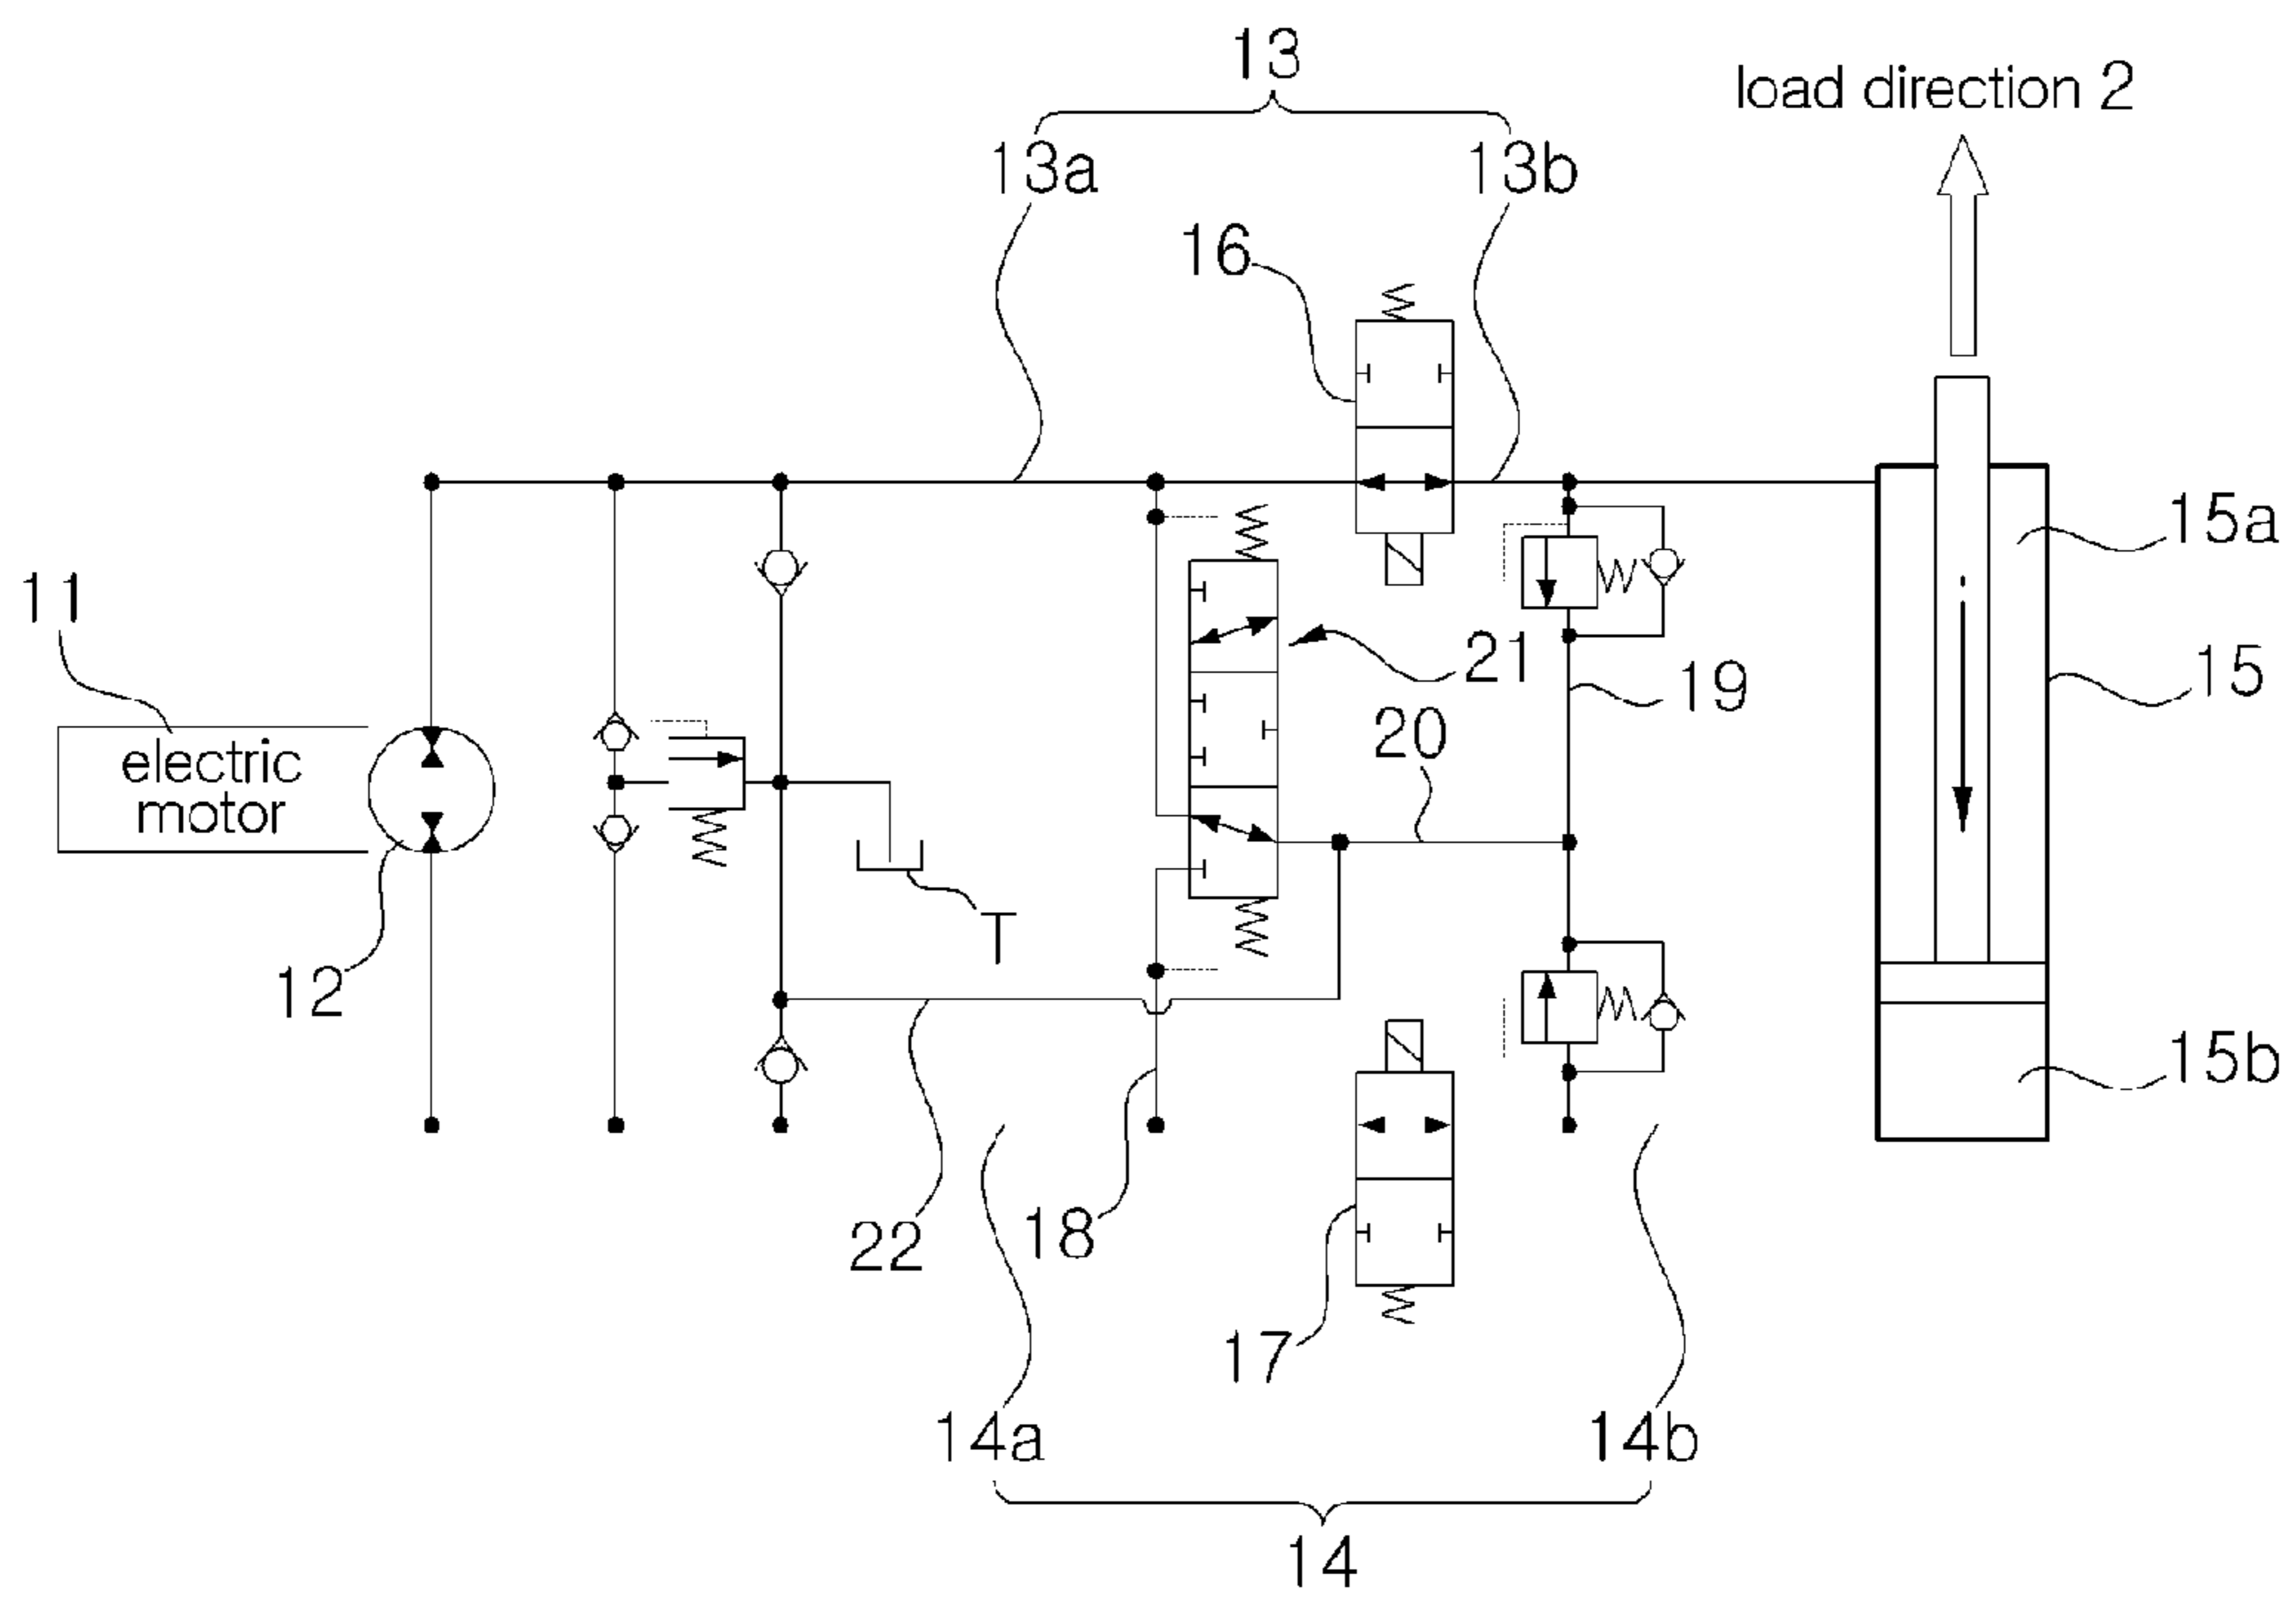 13
load direction 2
13a
13b
16
15a
11
21
19
15
20
electric
motor
T
12
15b
22
18
17
14a
14b
14